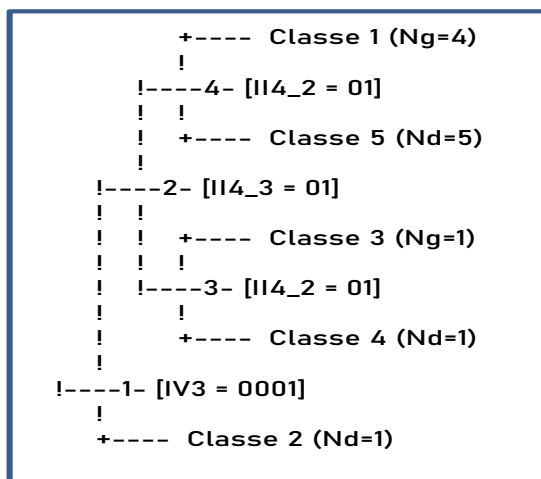 +---- Classe 1 (Ng=4)
!
!----4- [II4_2 = 01]
! !
! +---- Classe 5 (Nd=5)
!
!----2- [II4_3 = 01]
! !
! ! +---- Classe 3 (Ng=1)
! ! !
! !----3- [II4_2 = 01]
! !
! +---- Classe 4 (Nd=1)
!
!----1- [IV3 = 0001]
!
+---- Classe 2 (Nd=1)